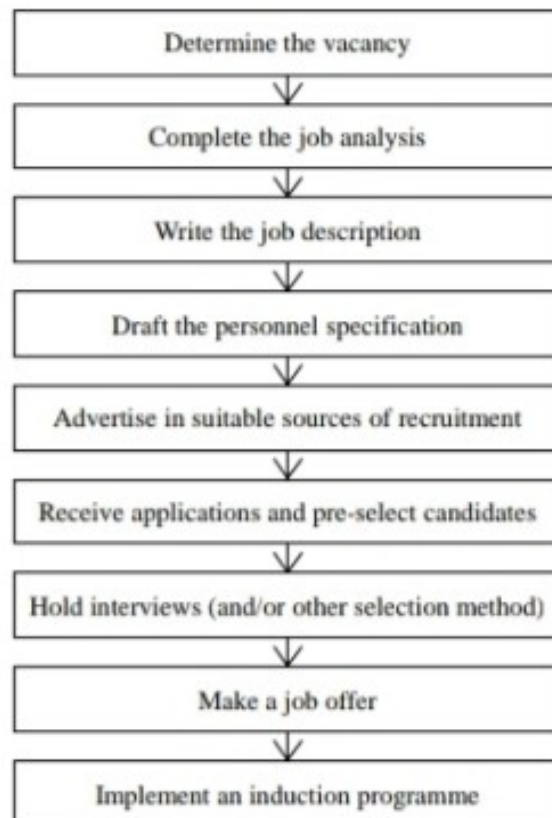 Determine the vacancy
Complete the job analysis
Write the job description
Draft the personnel specification
Advertise in suitable sources of recruitment
Receive applications and pre-select candidates
Hold interviews (and/or other selection method)
Make a job offer
Implement an induction programme